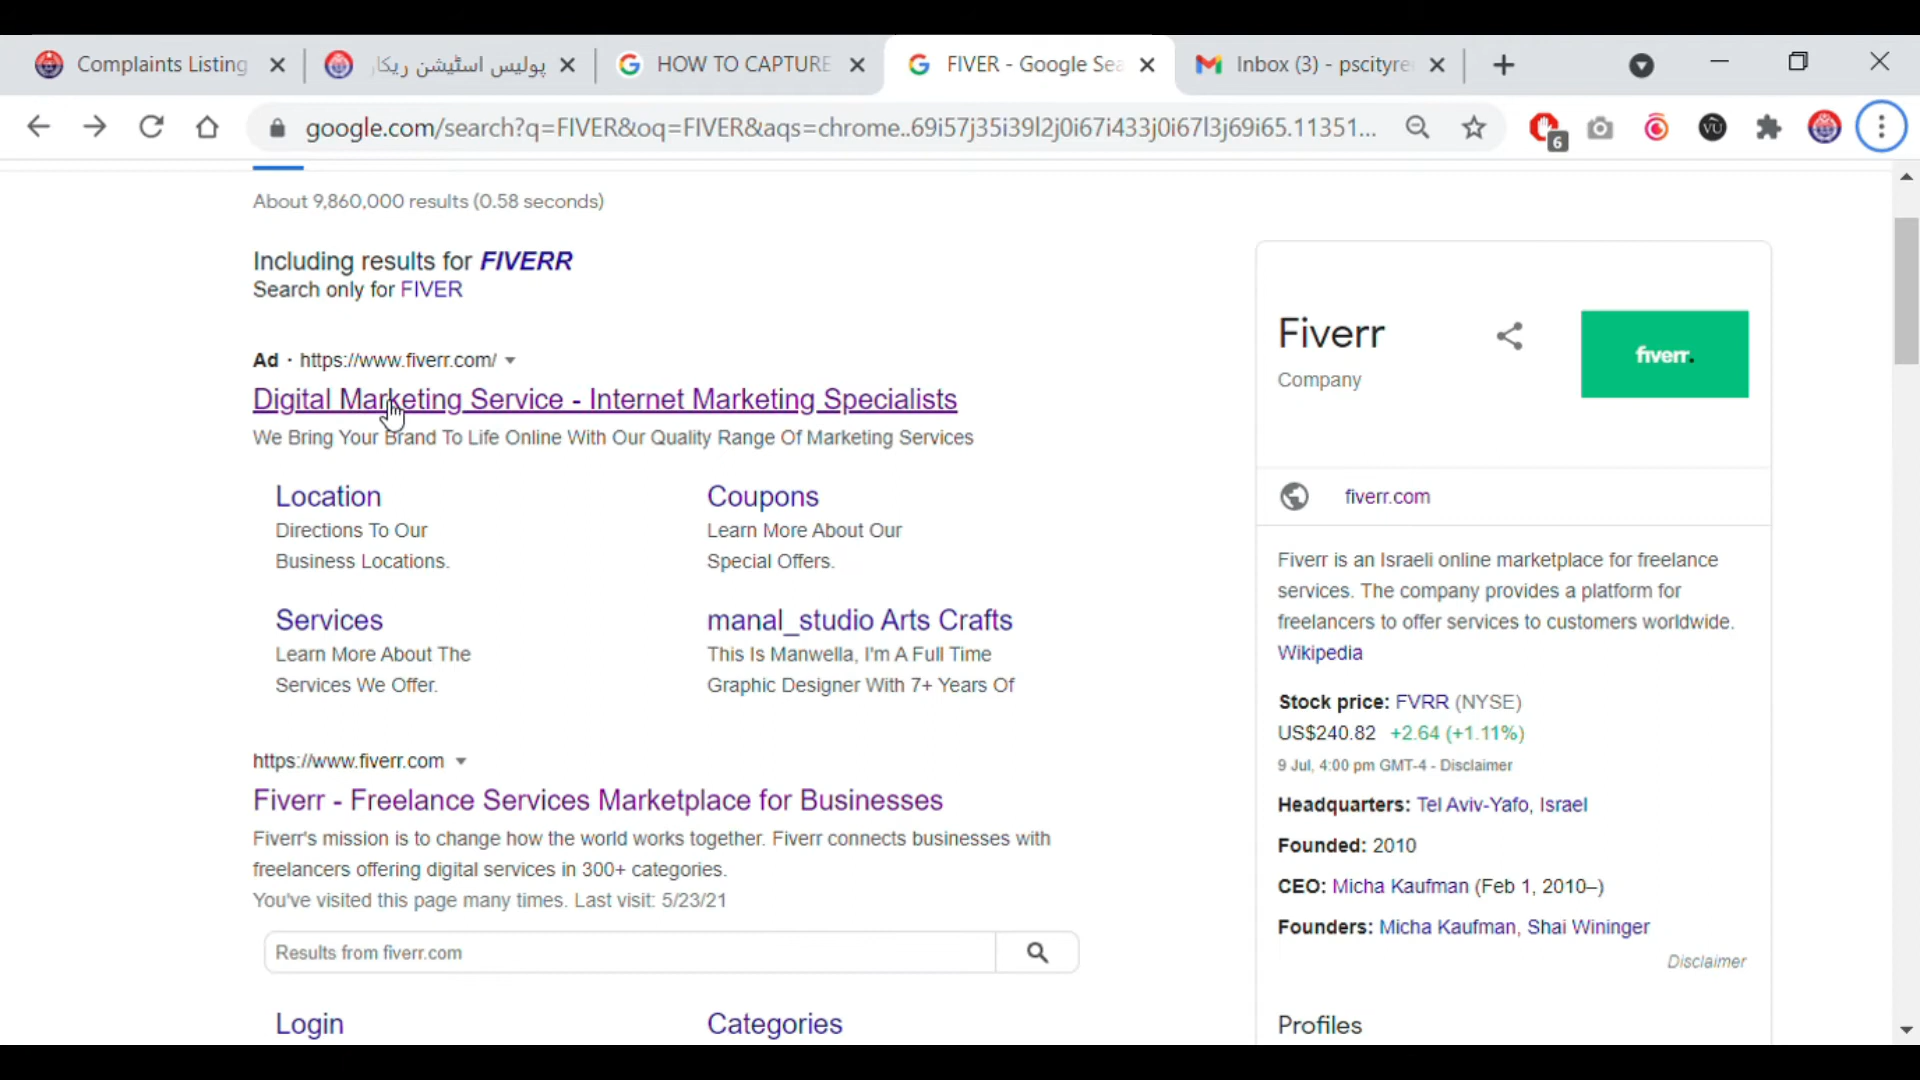 Complaints Listing
پولیس اسٹیشن ریکا
HOW TO CAPTURE
FIVER - Google Sea
Inbox (3) - pscityre
google.com/search?q=FIVER&oq=FIVER&aqs=chrome..69i57j35i39l2j0i67i433j0i67l3j69i65.11351...
6
VU
About 9,860,000 results (0.58 seconds)
Including results for FIVERR
Search only for FIVER
Ad · https://www.fiverr.com/
Digital Marketing Service - Internet Marketing Specialists
We Bring Your Brand To Life Online With Our Quality Range Of Marketing Services
Location
Directions To Our
Business Locations.
Coupons
Learn More About Our
Special Offers.
Services
Learn More About The
Services We Offer.
manal_studio Arts Crafts
This Is Manwella, I'm A Full Time
Graphic Designer With 7+ Years Of
https://www.fiverr.com
Fiverr - Freelance Services Marketplace for Businesses
Fiverr's mission is to change how the world works together. Fiverr connects businesses with
freelancers offering digital services in 300+ categories.
You've visited this page many times. Last visit: 5/23/21
Results from fiverr.com
Login
Categories
Fiverr
Company
fiverr.
fiverr.com
Fiverr is an Israeli online marketplace for freelance
services. The company provides a platform for
freelancers to offer services to customers worldwide.
Wikipedia
Stock price: FVRR (NYSE)
US$240.82 +2.64 (+1.11%)
9 Jul, 4:00 pm GMT-4 - Disclaimer
Headquarters: Tel Aviv-Yafo, Israel
Founded: 2010
CEO: Micha Kaufman (Feb 1, 2010–)
Founders: Micha Kaufman, Shai Wininger
Disclaimer
Profiles